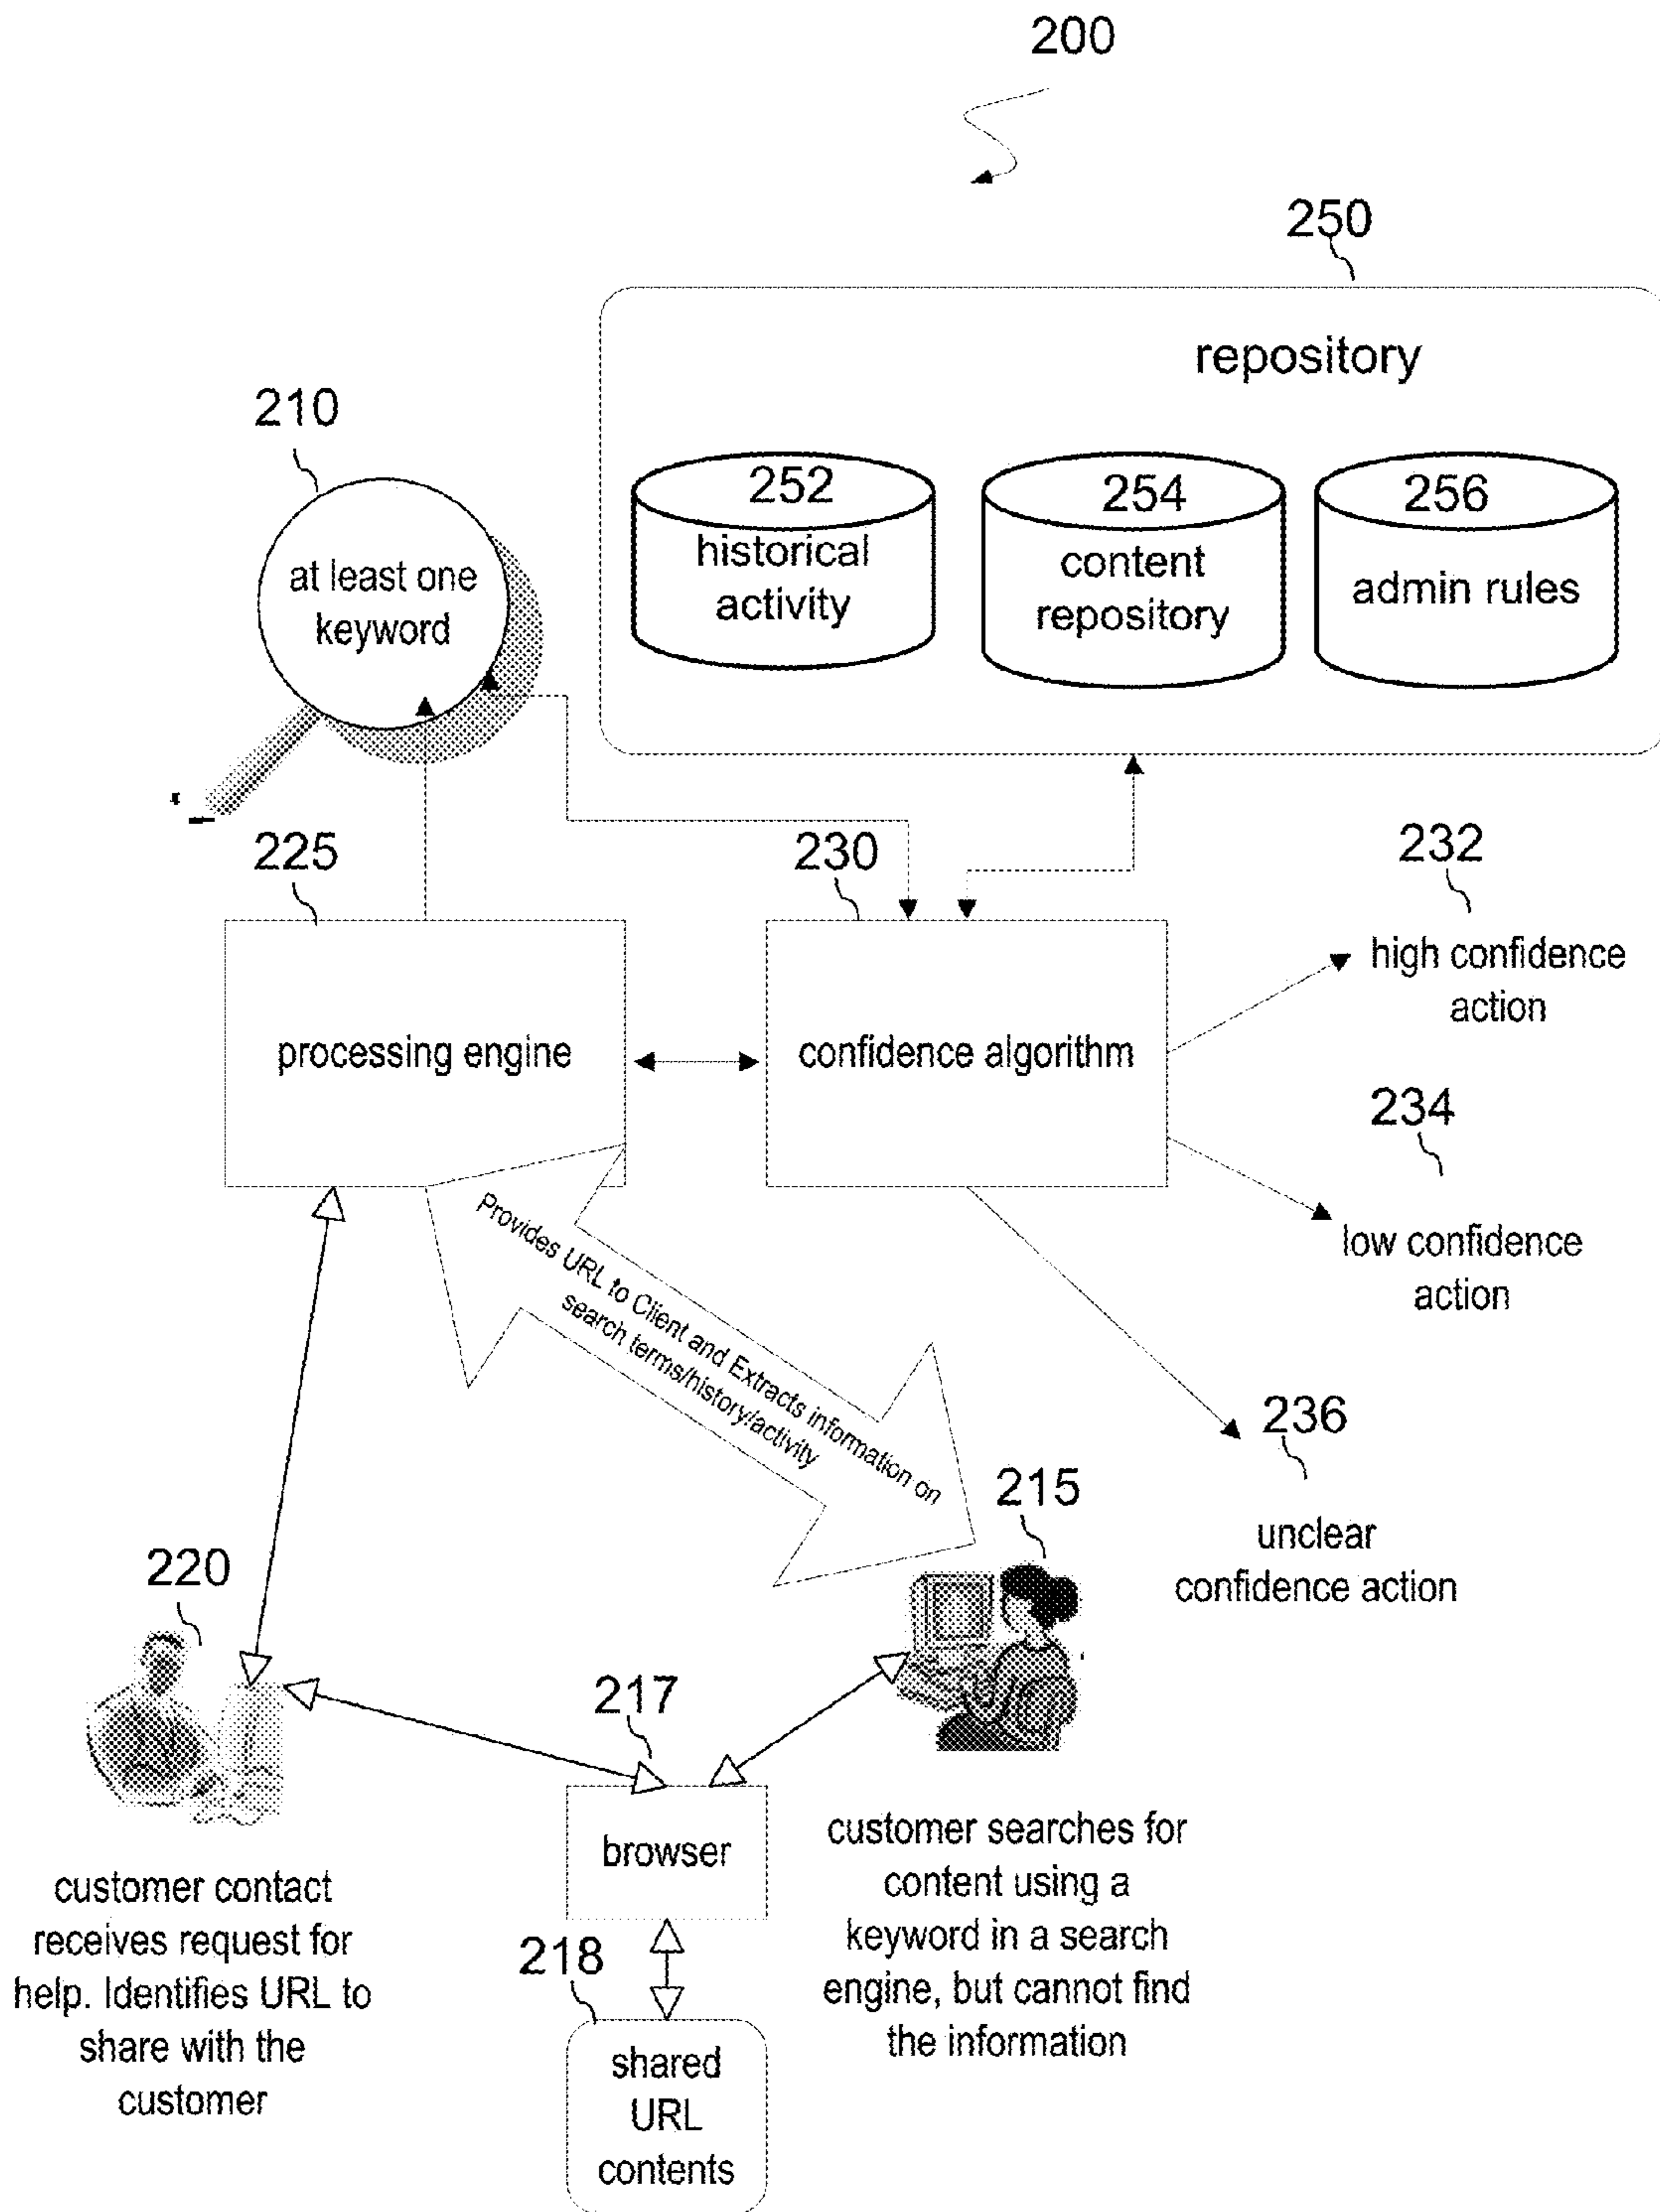 200
250
repository
210
252
historical
activity
254
content
repository
256
admin rules
at least one
keyword
225
230
232
high confidence
action
processing engine
confidence algorithm
234
low confidence
action
Provides URL to Client and Extracts information on
search terms/history/activity
236
unclear
confidence action
215
220
217
browser
customer searches for
content using a
keyword in a search
engine, but cannot find
the information
customer contact
receives request for
help. Identifies URL to
share with the
customer
218
shared
URL
contents